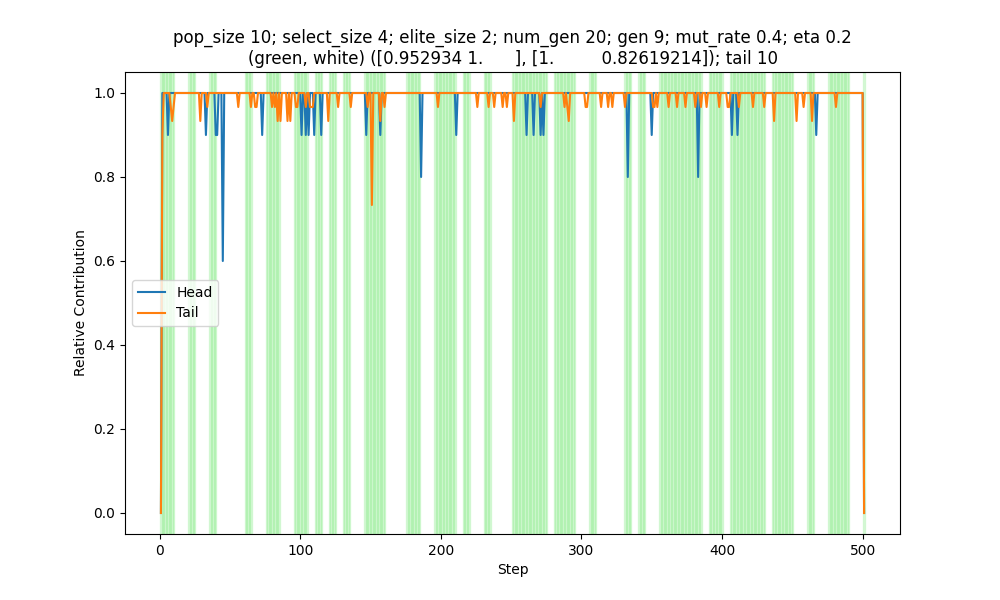 pop_size 10; select_size 4; elite_size 2; num_gen 20; gen 9; mut_rate 0.4; eta 0.2
(green, white) ([0.952934 1.      ], [1.         0.82619214]); tail 10
1.0
0.8
0.6
0.4
0.2
0.0
Relative Contribution
Head
Tail
0 100 200 300 400 500
Step